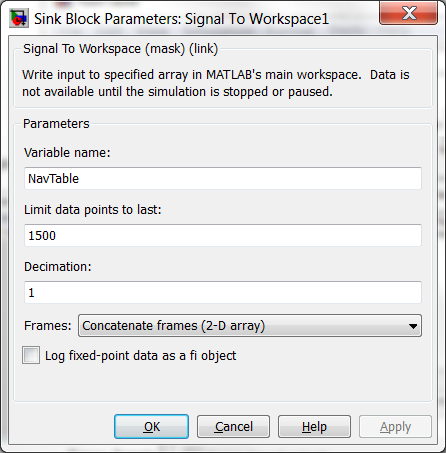 Sink Block Parameters: Signal To Workspace1
Signal To Workspace (mask) (link)
Write input to specified array in MATLAB's main workspace.  Data is
not available until the simulation is stopped or paused.
Parameters
Variable name:
NavTable
Limit data points to last:
1500
Decimation:
1
Frames: Concatenate frames (2-D array)
Log fixed-point data as a fi object
OK Cancel Help Apply